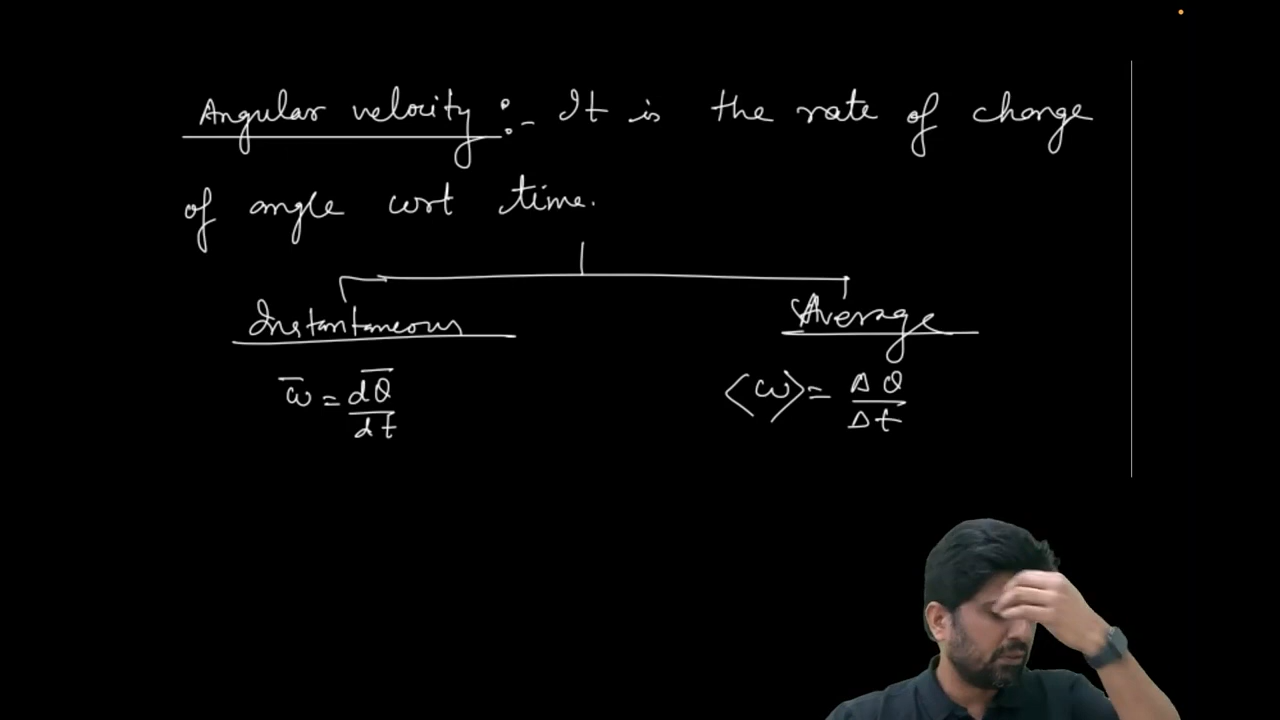 Angular velocity :- It is the rate of change
of angle wrt time.
Instantaneous
Average
ω̅ = dθ̅/dt
<ω> = Δθ/Δt